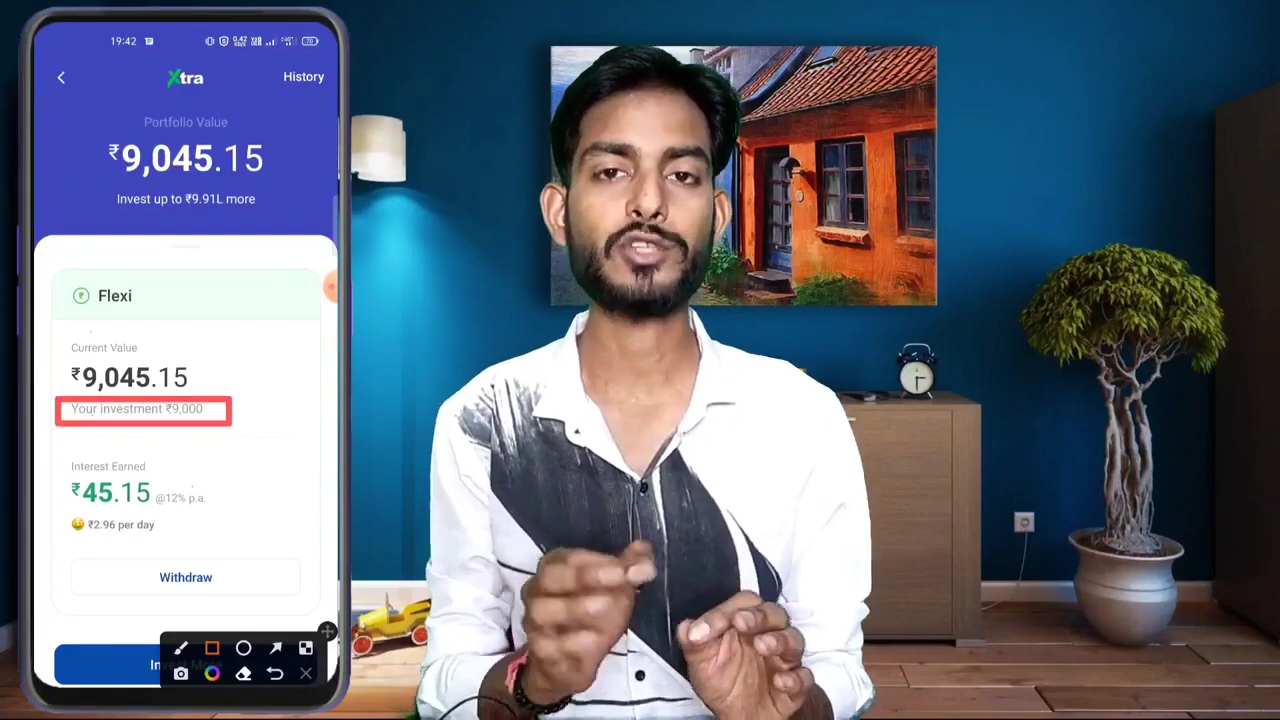 19:42
Xtra
History
Portfolio Value
₹9,045.15
Invest up to ₹9.91L more
Flexi
Current Value
₹9,045.15
Your investment ₹9,000
Interest Earned
₹45.15 @12% p.a.
₹2.96 per day
Withdraw